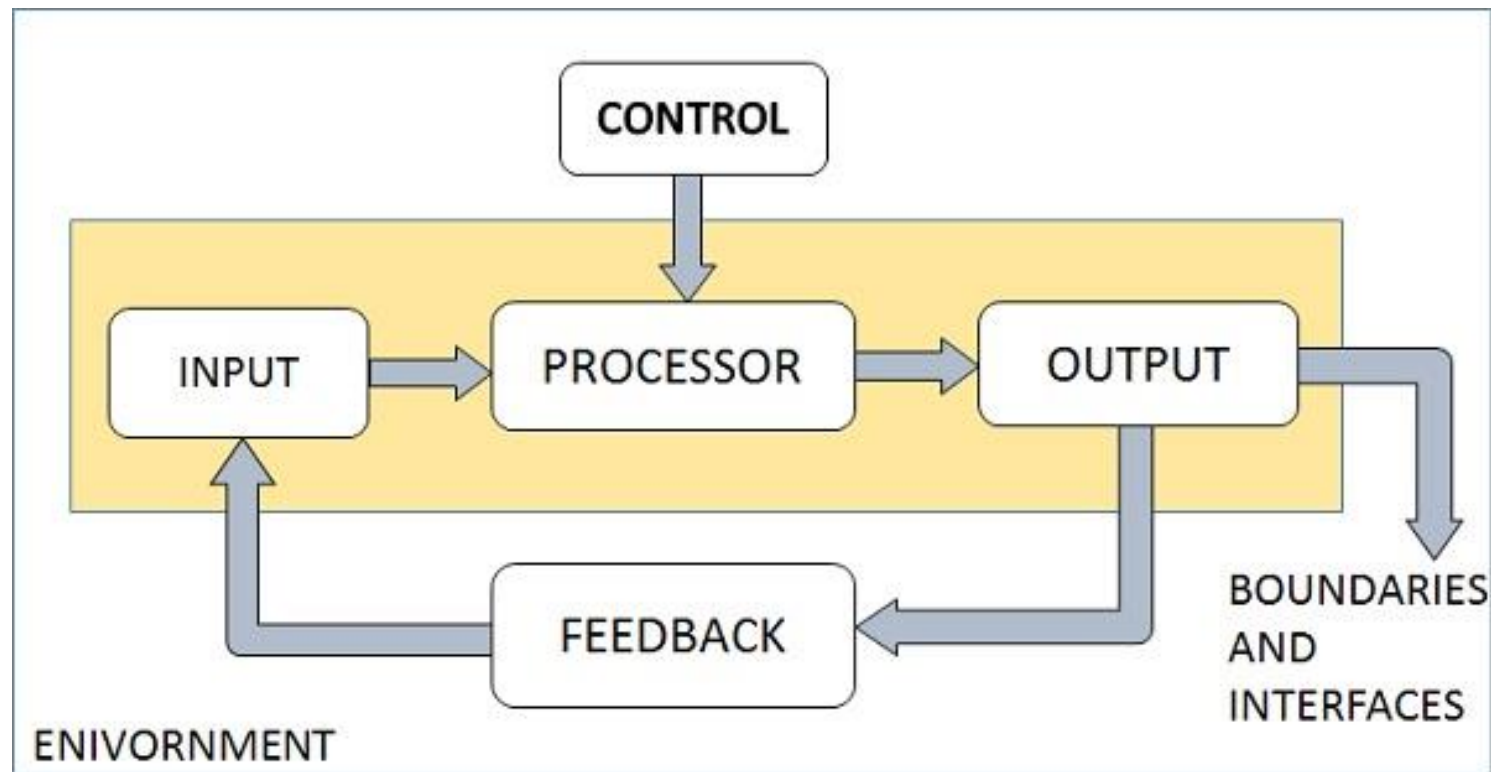 CONTROL
INPUT
PROCESSOR
OUTPUT
FEEDBACK
BOUNDARIES
AND
INTERFACES
ENIVORNMENT